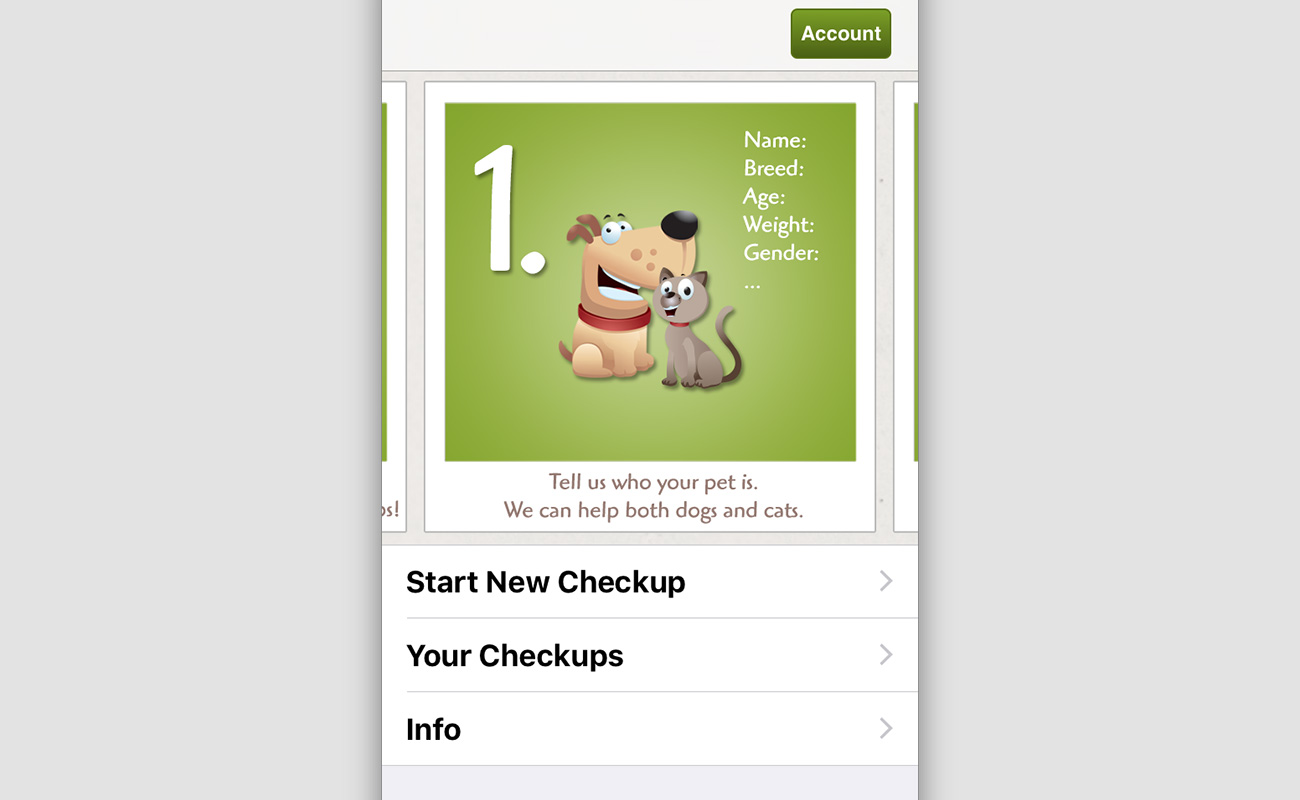 Account
1.
Name:
Breed:
Age:
Weight:
Gender:
...
Tell us who your pet is.
We can help both dogs and cats.
Start New Checkup
Your Checkups
Info